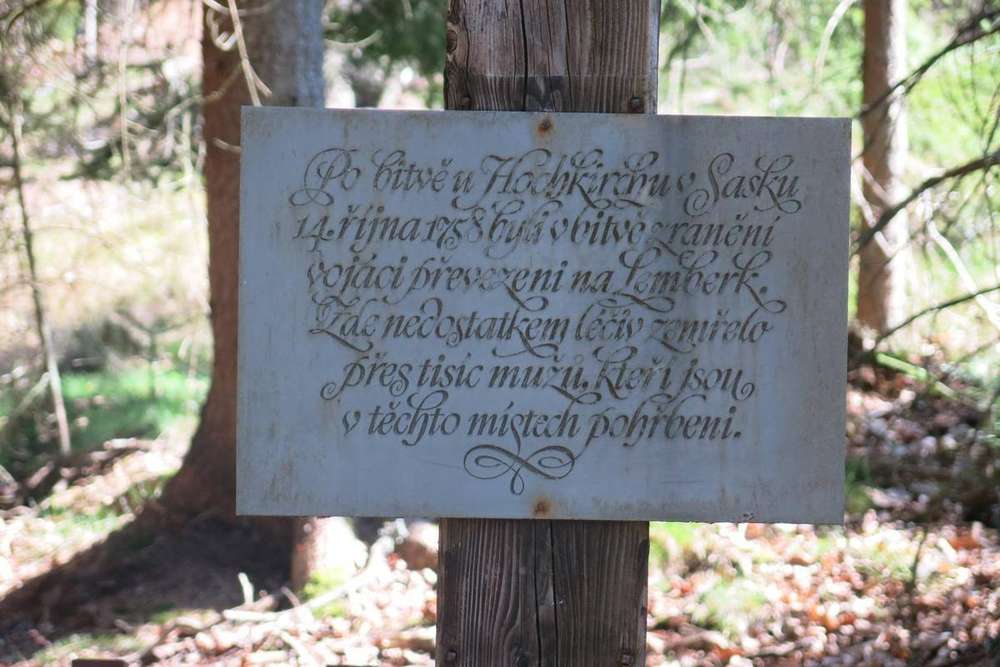 Po bitvě u Hochkirchu v Sasku
14. října 1758 byli v bitvě zraněni
vojáci převezeni na Lemberk.
Zde nedostatkem léčiv zemřelo
přes tisíc mužů, kteří jsou
v těchto místech pohřbeni.